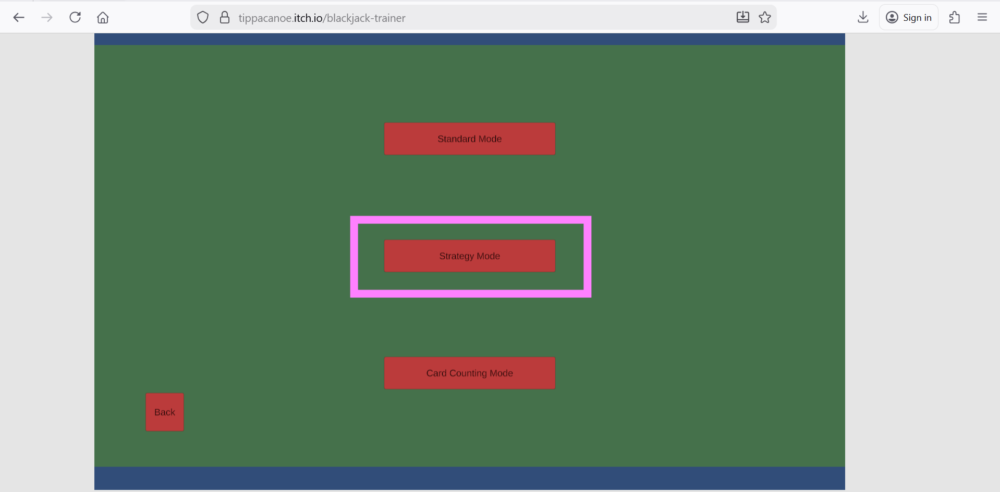 tippacanoe.itch.io/blackjack-trainer
Sign in
Standard Mode
Strategy Mode
Card Counting Mode
Back